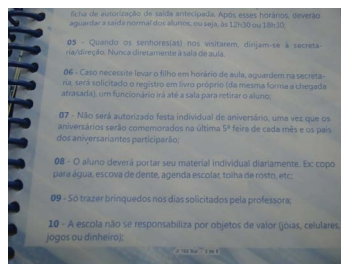 ficha de autorização de saída antecipada. Após esses horários, deverão
aguardar a saída normal dos alunos, ou seja, às 12h30 ou 18h30;
05 - Quando os senhores(as) nos visitarem, dirijam-se à secreta-
ria/direção. Nunca diretamente à sala de aula.
06 - Caso necessite levar o filho em horário de aula, aguardem na secreta-
ria, será solicitado o registro em livro próprio (da mesma forma a chegada
atrasada), um funcionário irá até a sala para retirar o aluno;
07 - Não será autorizado festa individual de aniversário, uma vez que os
aniversários serão comemorados na última 5ª feira de cada mês e os pais
dos aniversariantes participarão;
08 - O aluno deverá portar seu material individual diariamente. Ex: copo
para água, escova de dente, agenda escolar, toalha de rosto, etc;
09 - Só trazer brinquedos nos dias solicitados pela professora;
10 - A escola não se responsabiliza por objetos de valor (joias, celulares,
jogos ou dinheiro);